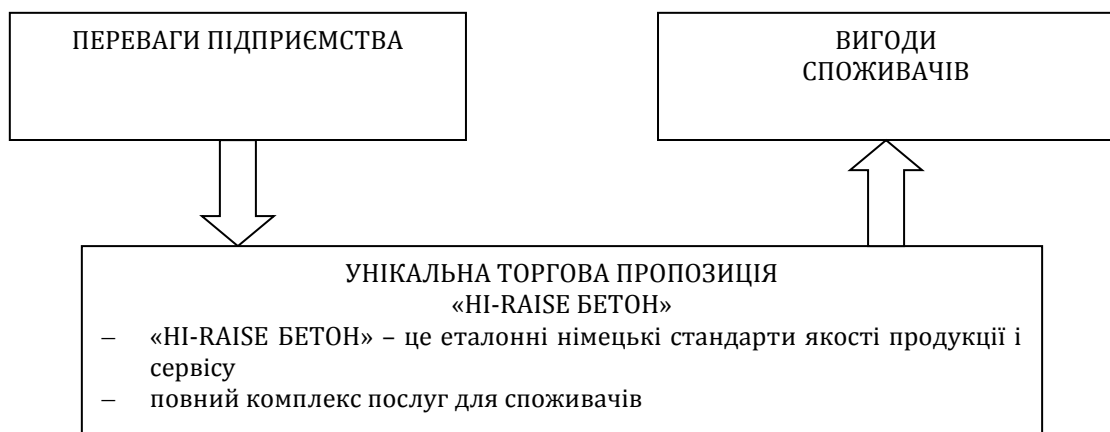 ПЕРЕВАГИ ПІДПРИЄМСТВА
ВИГОДИ
СПОЖИВАЧІВ
УНІКАЛЬНА ТОРГОВА ПРОПОЗИЦІЯ
«HI-RAISE БЕТОН»
– «HI-RAISE БЕТОН» – це еталонні німецькі стандарти якості продукції і
сервісу
– повний комплекс послуг для споживачів